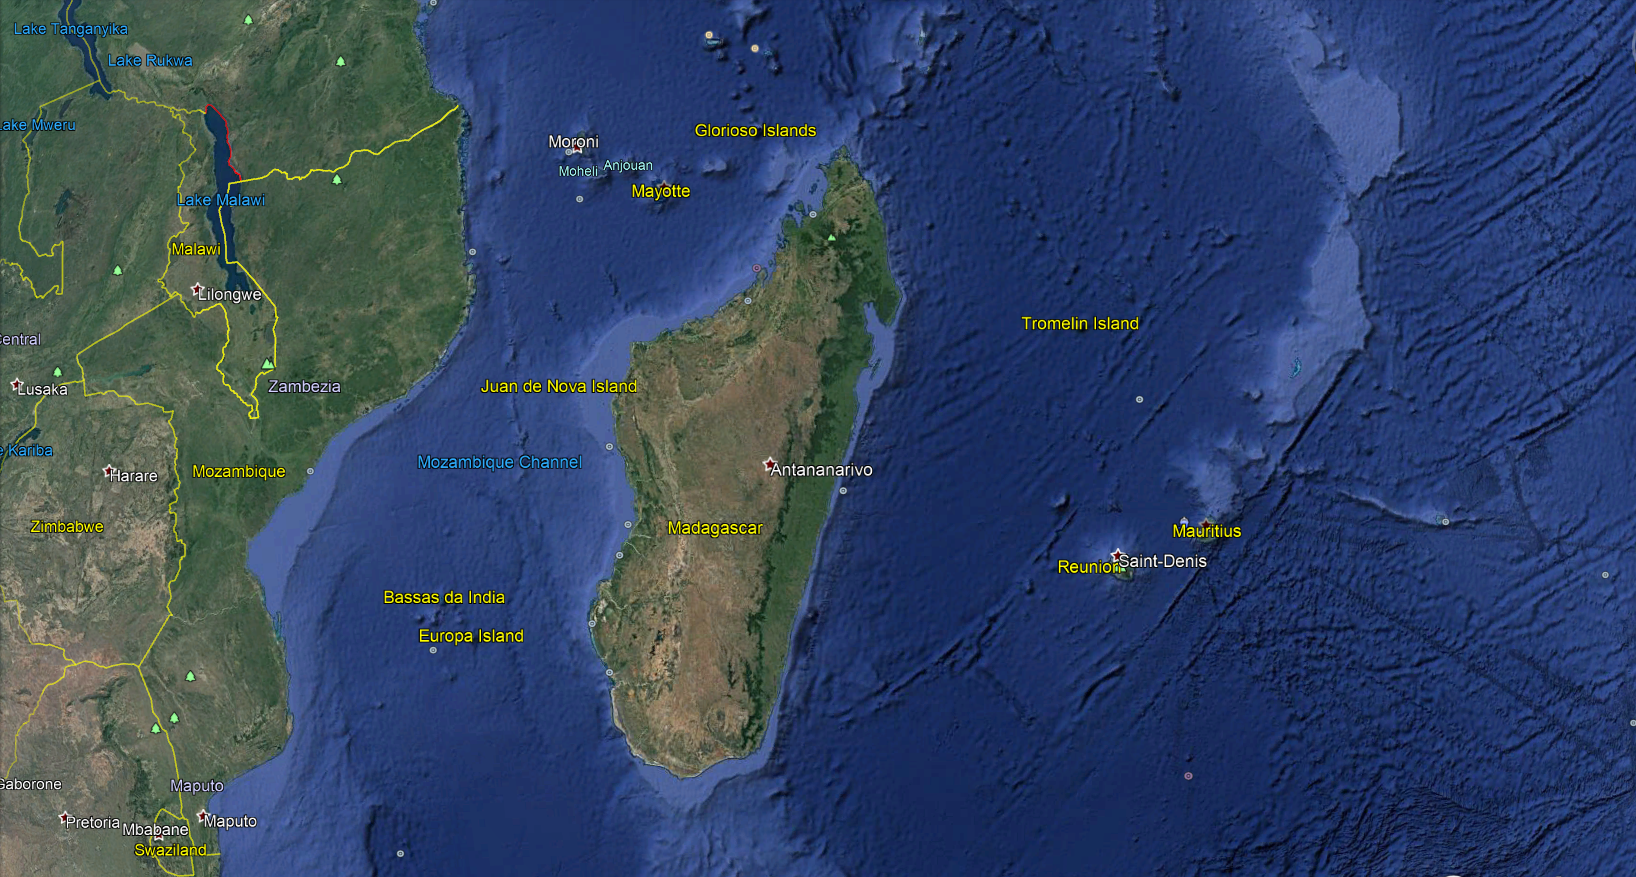 Lake Tanganyika
Lake Rukwa
Lake Mweru
Glorioso Islands
Moroni
Anjouan
Moheli
Mayotte
Lake Malawi
Malawi
Lilongwe
Tromelin Island
Central
Lusaka
Zambezia
Juan de Nova Island
e Kariba
Mozambique Channel
Harare
Mozambique
Antananarivo
Zimbabwe
Madagascar
Mauritius
Reunion
Saint-Denis
Bassas da India
Europa Island
Gaborone
Maputo
Pretoria
Mbabane
Maputo
Swaziland